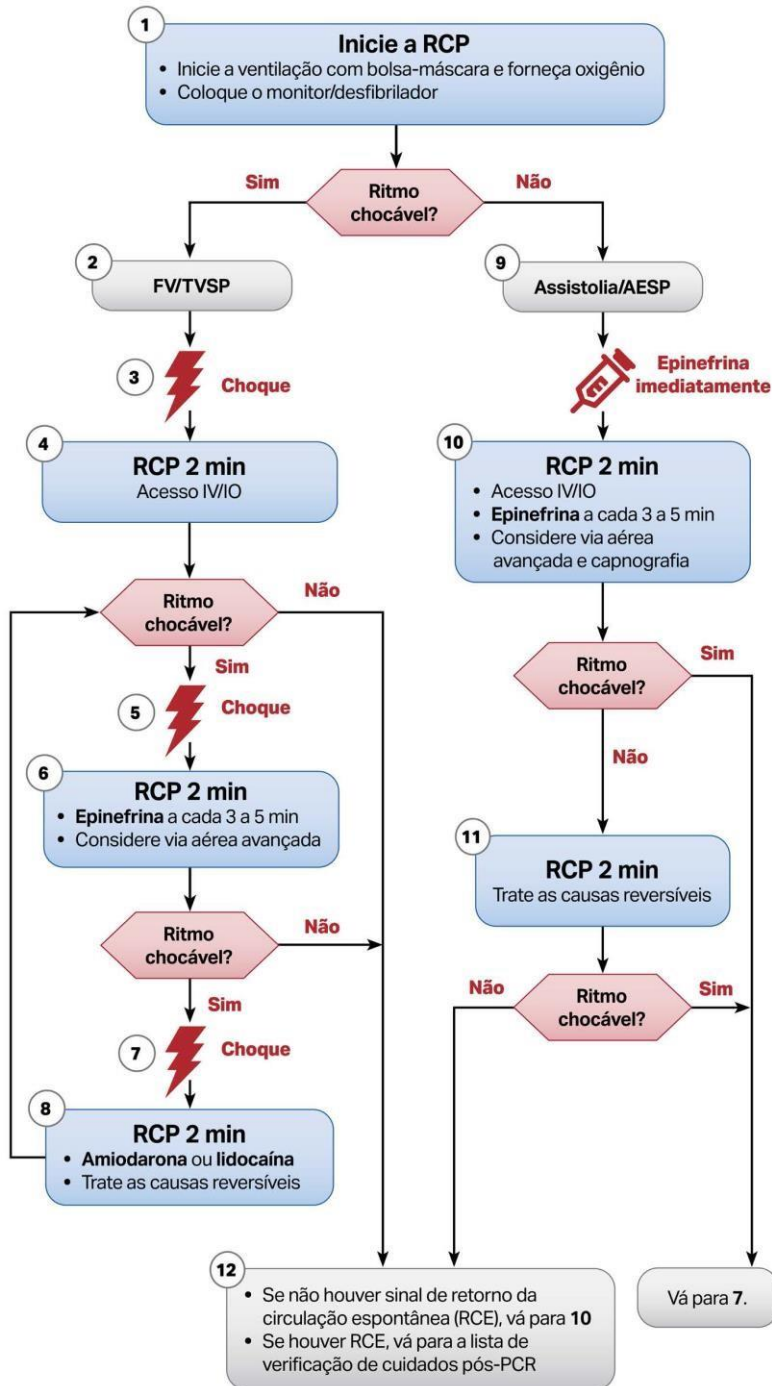 1
Inicie a RCP
• Inicie a ventilação com bolsa-máscara e forneça oxigênio
• Coloque o monitor/desfibrilador
Sim
Ritmo
chocável?
Não
2
FV/TVSP
3
Choque
4
RCP 2 min
Acesso IV/IO
Ritmo
chocável?
Não
Sim
5
Choque
6
RCP 2 min
• Epinefrina a cada 3 a 5 min
• Considere via aérea avançada
Ritmo
chocável?
Não
Sim
7
Choque
8
RCP 2 min
• Amiodarona ou lidocaína
• Trate as causas reversíveis
9
Assistolia/AESP
Epinefrina
imediatamente
10
RCP 2 min
• Acesso IV/IO
• Epinefrina a cada 3 a 5 min
• Considere via aérea
avançada e capnografia
Ritmo
chocável?
Sim
Não
11
RCP 2 min
Trate as causas reversíveis
Não
Ritmo
chocável?
Sim
12
• Se não houver sinal de retorno da
circulação espontânea (RCE), vá para 10
• Se houver RCE, vá para a lista de
verificação de cuidados pós-PCR
Vá para 7.